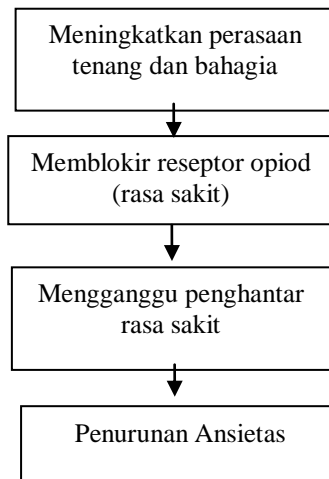 Meningkatkan perasaan
tenang dan bahagia
Memblokir reseptor opiod
(rasa sakit)
Mengganggu penghantar
rasa sakit
Penurunan Ansietas